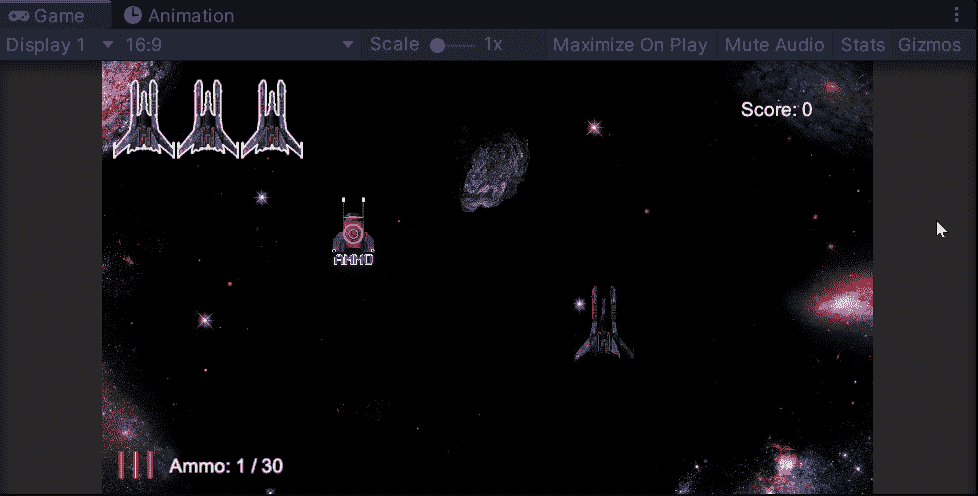 Game Animation
Display 1 16:9 Scale 1x Maximize On Play Mute Audio Stats Gizmos
Score: 0
AMMO
Ammo: 1 / 30